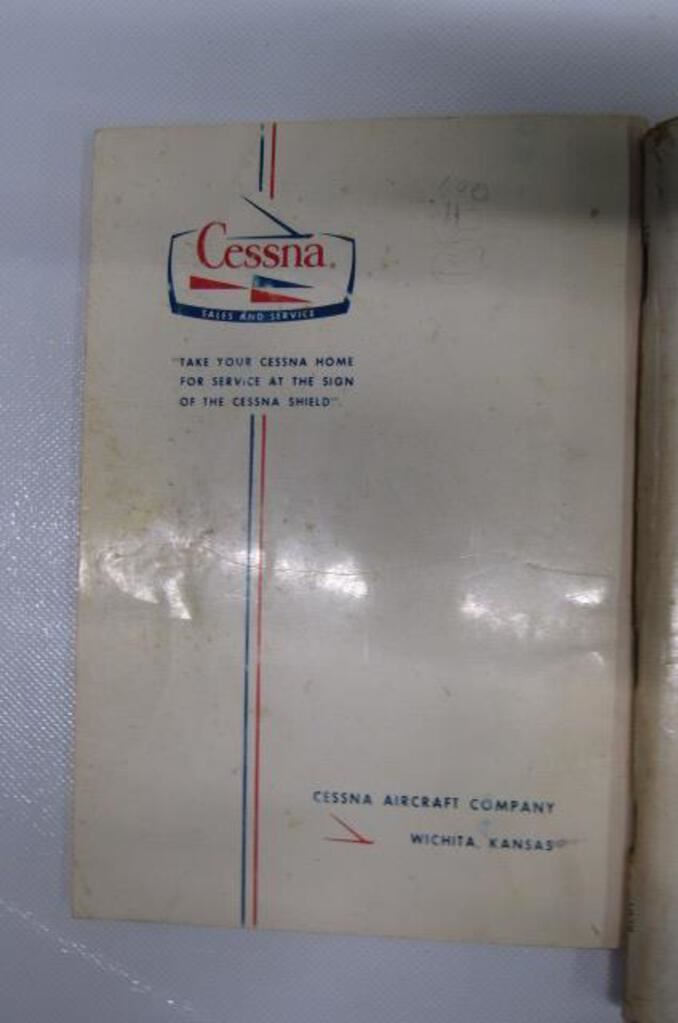 Cessna®
SALES AND SERVICE
"TAKE YOUR CESSNA HOME
FOR SERVICE AT THE SIGN
OF THE CESSNA SHIELD".
CESSNA AIRCRAFT COMPANY
WICHITA, KANSAS